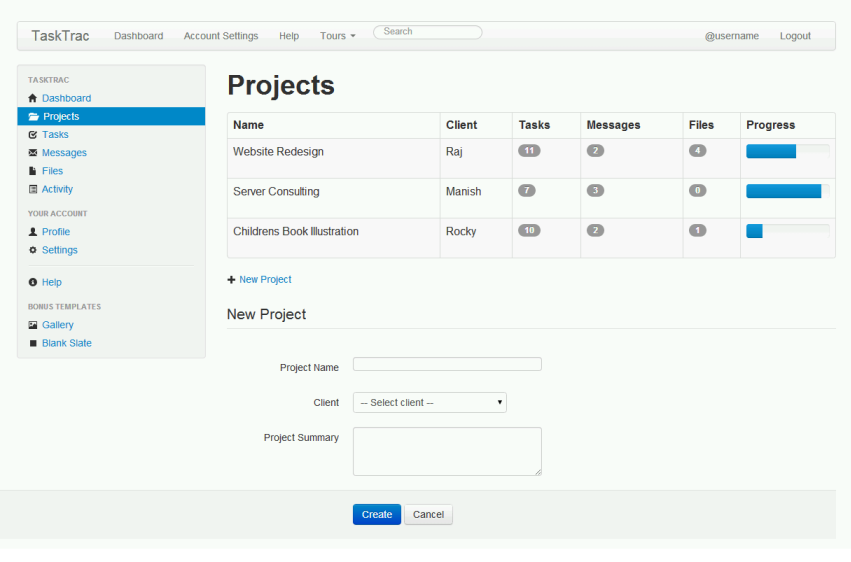 TaskTrac Dashboard Account Settings Help Tours Search @username Logout
TASKTRAC
Dashboard
Projects
Tasks
Messages
Files
Activity
YOUR ACCOUNT
Profile
Settings
Help
BONUS TEMPLATES
Gallery
Blank Slate
Projects
Name Client Tasks Messages Files Progress
Website Redesign Raj 11 2 4
Server Consulting Manish 7 3 0
Childrens Book Illustration Rocky 10 2 1
New Project
New Project
Project Name
Client -- Select client --
Project Summary
Create Cancel